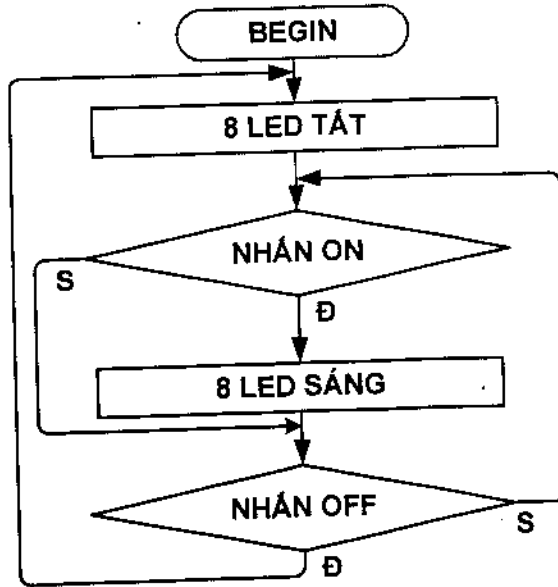 BEGIN
8 LED TẮT
NHẤN ON
S
Đ
8 LED SÁNG
NHẤN OFF
S
Đ